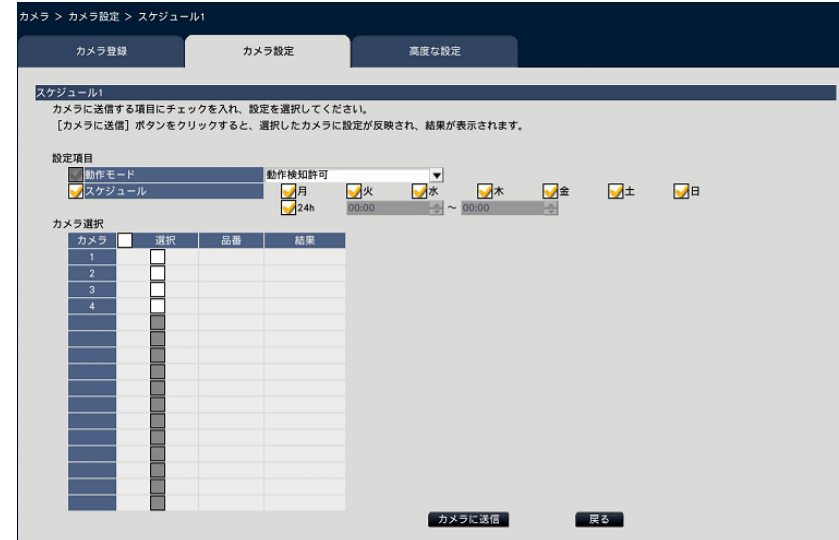 カメラ > カメラ設定 > スケジュール1
カメラ登録 カメラ設定 高度な設定
スケジュール1
カメラに送信する項目にチェックを入れ、設定を選択してください。
［カメラに送信］ボタンをクリックすると、選択したカメラに設定が反映され、結果が表示されます。
設定項目
動作モード 動作検知許可
スケジュール 月 火 水 木 金 土 日
24h 00:00 ～ 00:00
カメラ選択
カメラ 選択 品番 結果
1
2
3
4
カメラに送信 戻る